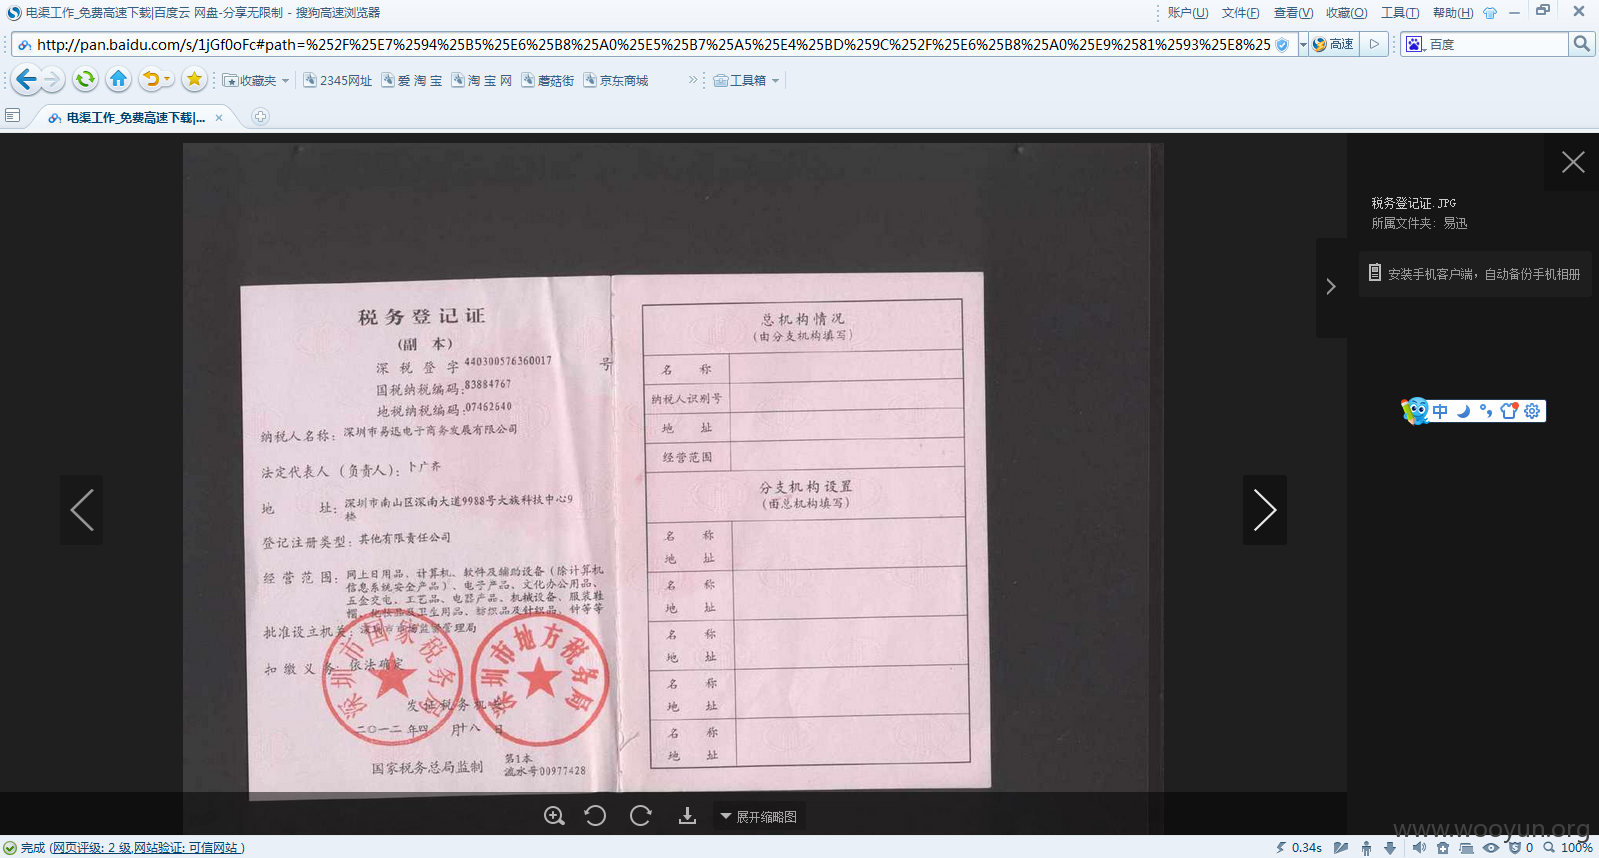 电渠工作_免费高速下载|百度云 网盘-分享无限制 - 搜狗高速浏览器
账户(U) 文件(F) 查看(V) 收藏(O) 工具(T) 帮助(H)
http://pan.baidu.com/s/1jGf0oFc#path=%252F%25E7%2594%25B5%25E6%25B8%25A0%25E5%25B7%25A5%25E4%25BD%259C%252F%25E6%25B8%25A0%25E9%2581%2593%25E8%25
高速
百度
收藏夹
2345网址
爱 淘 宝
淘 宝 网
蘑菇街
京东商城
工具箱
电渠工作_免费高速下载|...
税务登记证.JPG
所属文件夹: 易迅
安装手机客户端，自动备份手机相册
中
税务登记证
(副 本)
深 税 登 字 440300576360017 号
国税纳税编码:83884767
地税纳税编码:07462640
纳税人名称: 深圳市易迅电子商务发展有限公司
法定代表人 (负责人): 卜广齐
地 址: 深圳市南山区深南大道9988号大族科技中心9
楼
登记注册类型: 其他有限责任公司
经 营 范 围: 网上日用品、计算机、软件及辅助设备(除计算机
信息系统安全产品)、电子产品、文化办公用品、
五金交电、工艺品、电器产品、机械设备、服装鞋
帽、化妆品及卫生用品、纺织品及针织品、钟等等
批准设立机关: 深圳市市场监督管理局
扣 缴 义 务: 依法确定
深圳市国家税务局
深圳市地方税务局
发 证 税 务 机 关
二〇一二 年 四 月 十八 日
国家税务总局监制
第1本
流水号00977428
总机构情况
(由分支机构填写)
名 称
纳税人识别号
地 址
经营范围
分支机构设置
(由总机构填写)
名 称
地 址
名 称
地 址
名 称
地 址
名 称
地 址
名 称
地 址
展开缩略图
www.wooyun.org
完成 (网页评级: 2 级,网站验证: 可信网站 )
0.34s
0
100%